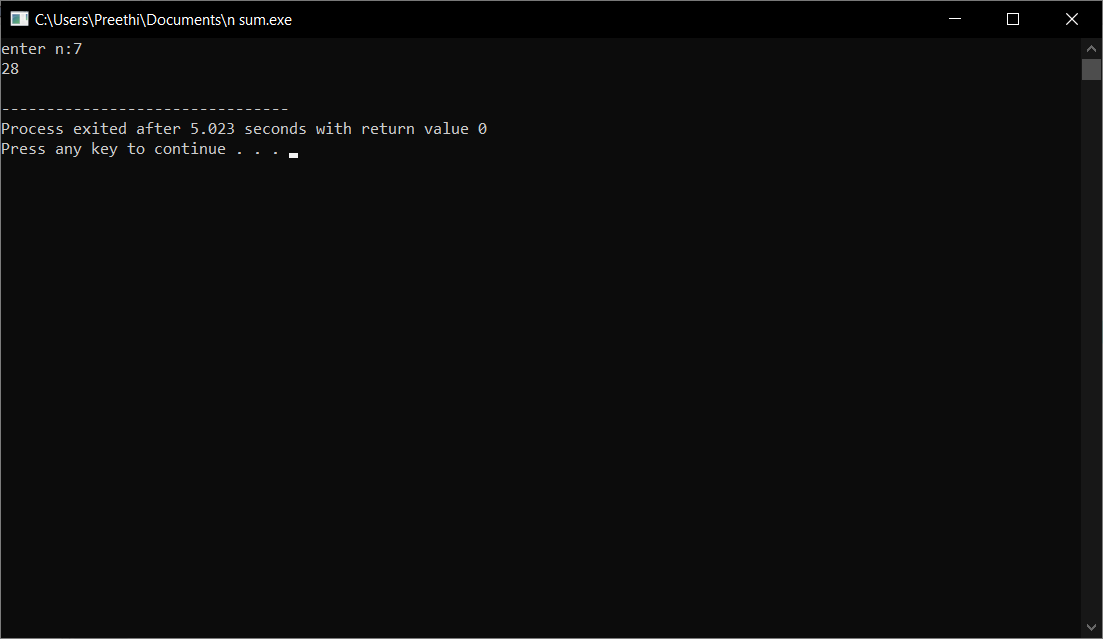 C:\Users\Preethi\Documents\n sum.exe
enter n:7
28
--------------------------------
Process exited after 5.023 seconds with return value 0
Press any key to continue . . .